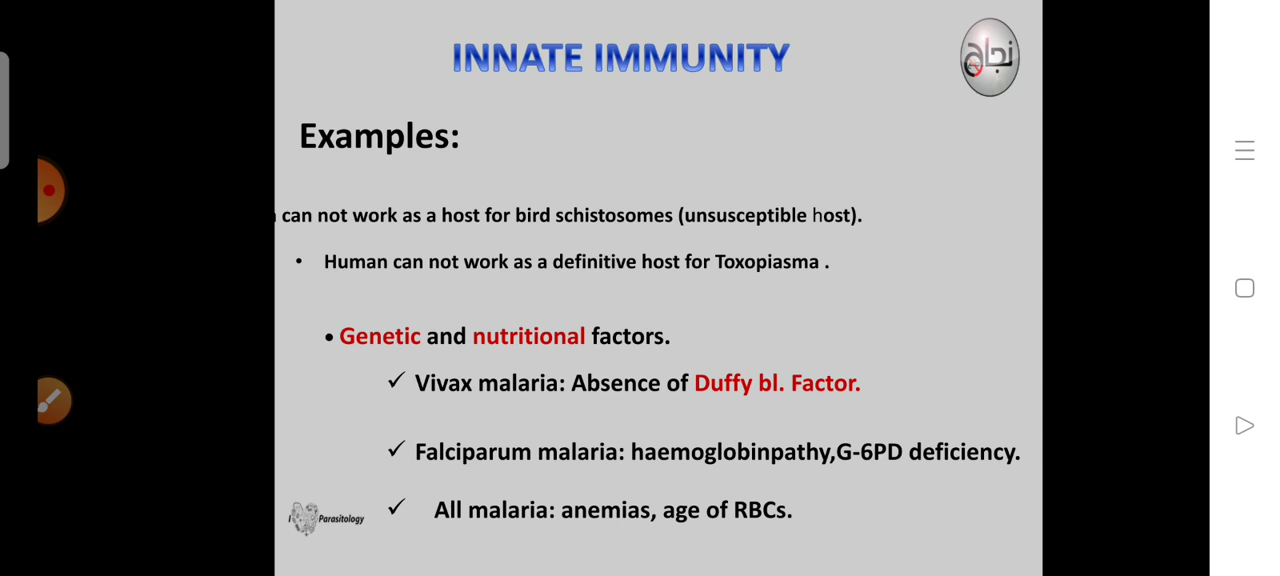 INNATE IMMUNITY
نجاح
Examples:
can not work as a host for bird schistosomes (unsusceptible host).
• Human can not work as a definitive host for Toxopiasma .
• Genetic and nutritional factors.
✓ Vivax malaria: Absence of Duffy bl. Factor.
✓ Falciparum malaria: haemoglobinpathy,G-6PD deficiency.
✓ All malaria: anemias, age of RBCs.
I Parasitology